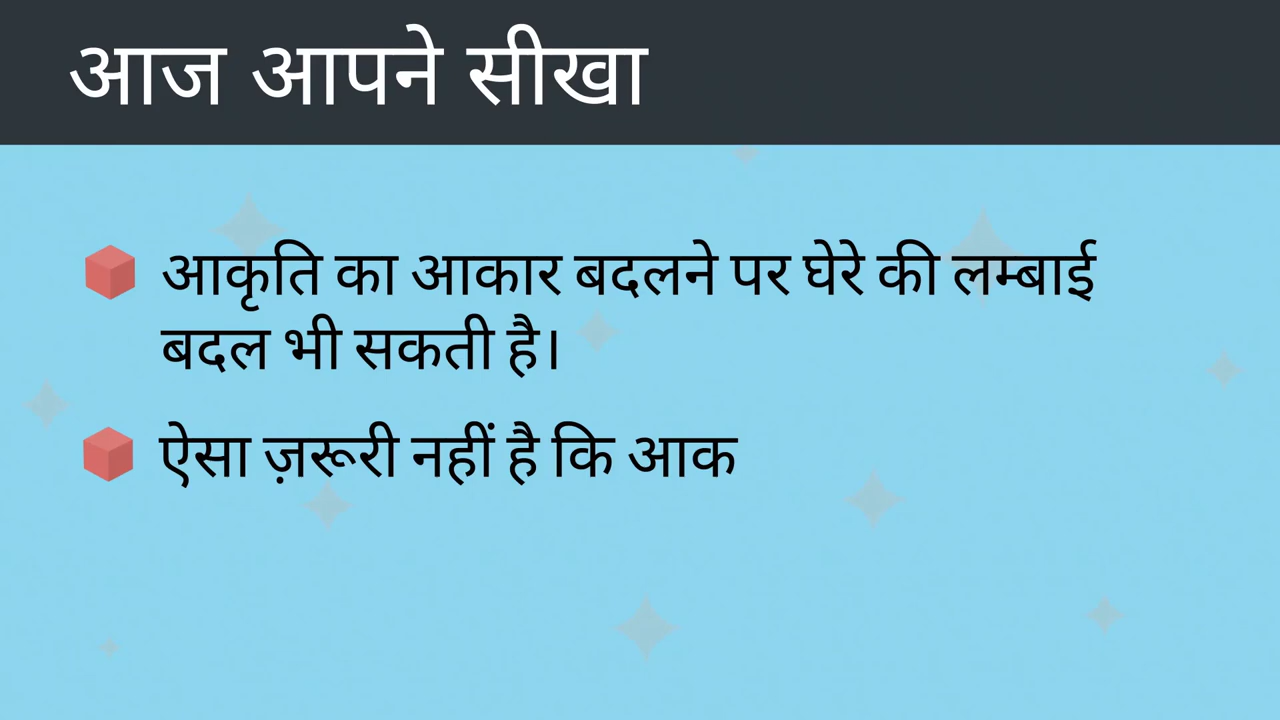 आज आपने सीखा
आकृति का आकार बदलने पर घेरे की लम्बाई
बदल भी सकती है।
ऐसा ज़रूरी नहीं है कि आक